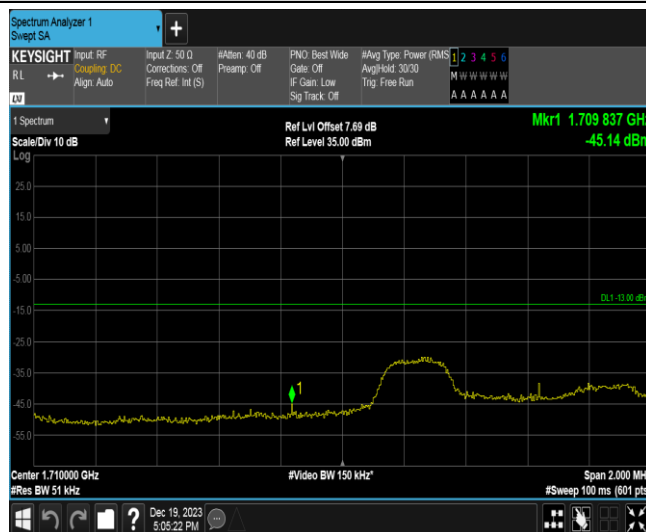 Spectrum Analyzer 1
Swept SA
+
KEYSIGHT
RL
LXI
Input: RF
Coupling: DC
Align: Auto
Input Z: 50 Ω
Corrections: Off
Freq Ref: Int (S)
#Atten: 40 dB
Preamp: Off
PNO: Best Wide
Gate: Off
IF Gain: Low
Sig Track: Off
#Avg Type: Power (RMS
Avg|Hold: 30/30
Trig: Free Run
1 2 3 4 5 6
M W W W W W
A A A A A A
1 Spectrum
Scale/Div 10 dB
Ref Lvl Offset 7.69 dB
Ref Level 35.00 dBm
Mkr1 1.709 837 GHz
-45.14 dBm
Log
25.0
15.0
5.00
-5.00
-15.0
DL1 -13.00 dBm
-25.0
-35.0
1
-45.0
-55.0
Center 1.710000 GHz
#Res BW 51 kHz
#Video BW 150 kHz*
Span 2.000 MH
#Sweep 100 ms (601 pts
?
Dec 19, 2023
5:05:22 PM